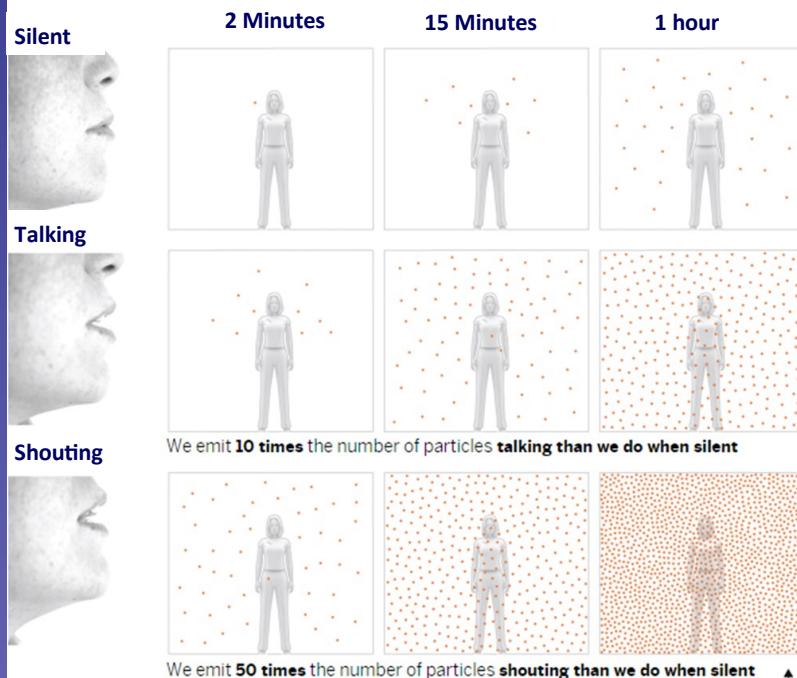 2 Minutes 15 Minutes 1 hour
Silent
Talking
We emit 10 times the number of particles talking than we do when silent
Shouting
We emit 50 times the number of particles shouting than we do when silent